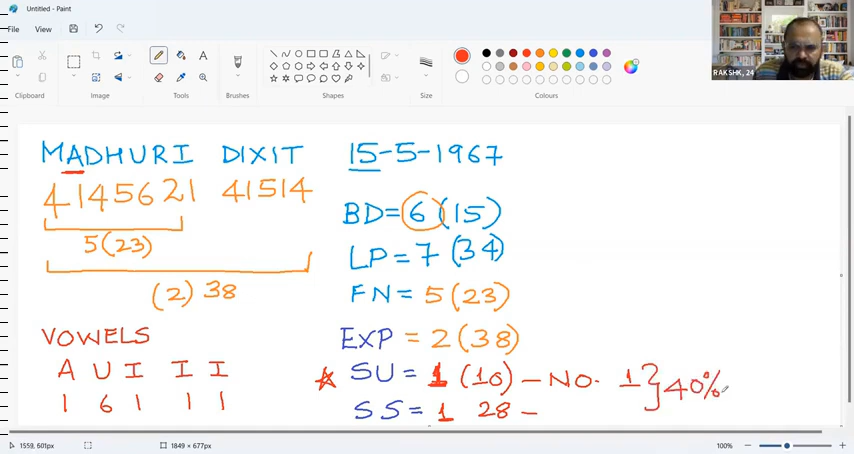 Untitled - Paint
File View
Clipboard Image Tools Brushes Shapes Size Colours
RAKSHK, 24
MADHURI DIXIT 15-5-1967
4145621 41514
BD = 6 (15)
5 (23)
LP = 7 (34)
(2) 38
FN = 5 (23)
VOWELS
EXP = 2 (38)
A U I I I
SU = 1 (10) - NO. 1 } 40%
1 6 1 1 1
SS = 1 28 -
1559, 601px 1849 × 677px 100%